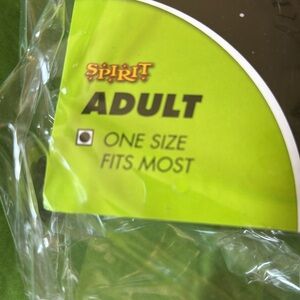 SPIRIT
ADULT
ONE SIZE
FITS MOST